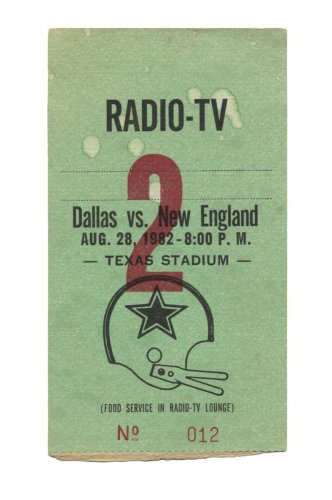 RADIO-TV
2
Dallas vs. New England
AUG. 28, 1982-8:00 P. M.
— TEXAS STADIUM —
(FOOD SERVICE IN RADIO-TV LOUNGE)
No 012